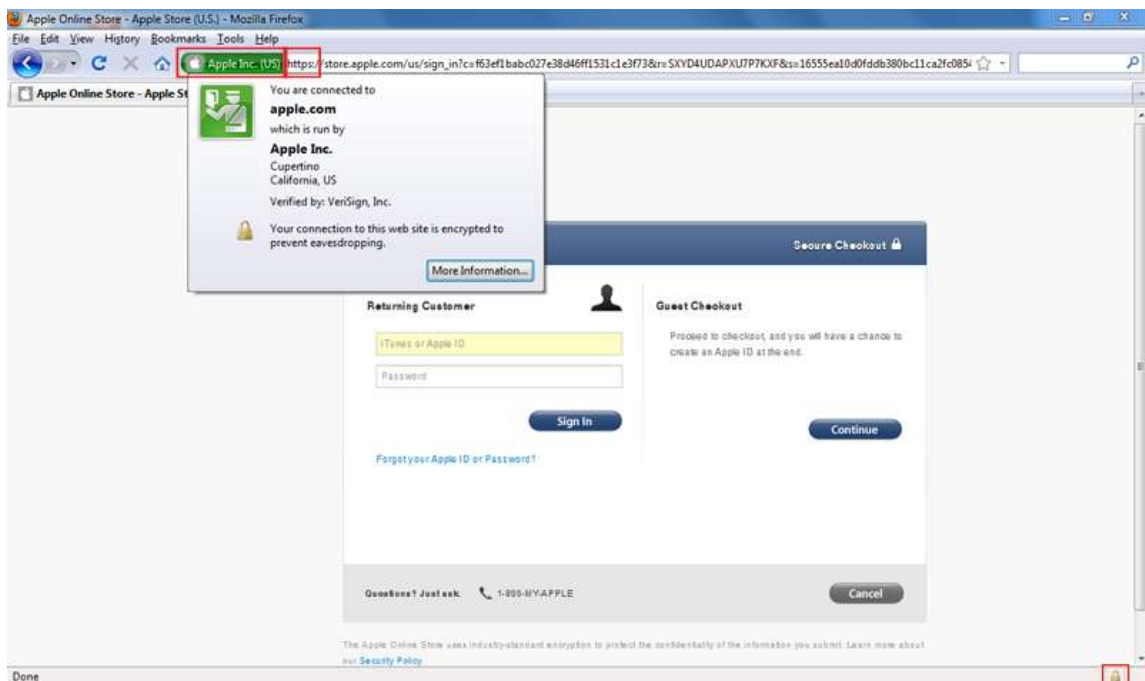 Apple Online Store - Apple Store (U.S.) - Mozilla Firefox
File Edit View History Bookmarks Tools Help
Apple Inc. (US) https://store.apple.com/us/sign_in?c=f63ef1babc027e38d46ff1531c1e3f73&r=SXYD4UDAPXU7P7KXF&s=16555ea10d0fddb380bc11ca2fc0854
Apple Online Store - Apple St
You are connected to
apple.com
which is run by
Apple Inc.
Cupertino
California, US
Verified by: VeriSign, Inc.
Your connection to this web site is encrypted to
prevent eavesdropping.
More Information...
Secure Checkout
Returning Customer
iTunes or Apple ID
Password
Sign In
Forgot your Apple ID or Password?
Guest Checkout
Proceed to checkout, and you will have a chance to
create an Apple ID at the end.
Continue
Questions? Just ask. 1-800-MY-APPLE
Cancel
The Apple Online Store uses industry-standard encryption to protect the confidentiality of the information you submit. Learn more about
our Security Policy
Done